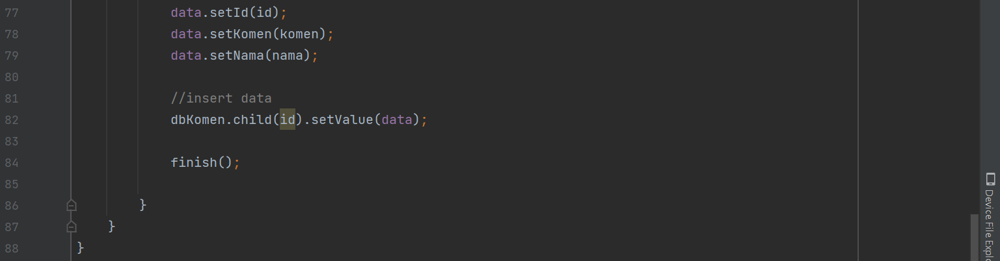 77 data.setId(id);
78 data.setKomen(komen);
79 data.setNama(nama);
80
81 //insert data
82 dbKomen.child(id).setValue(data);
83
84 finish();
85
86 }
87 }
88 }
Device File Explo